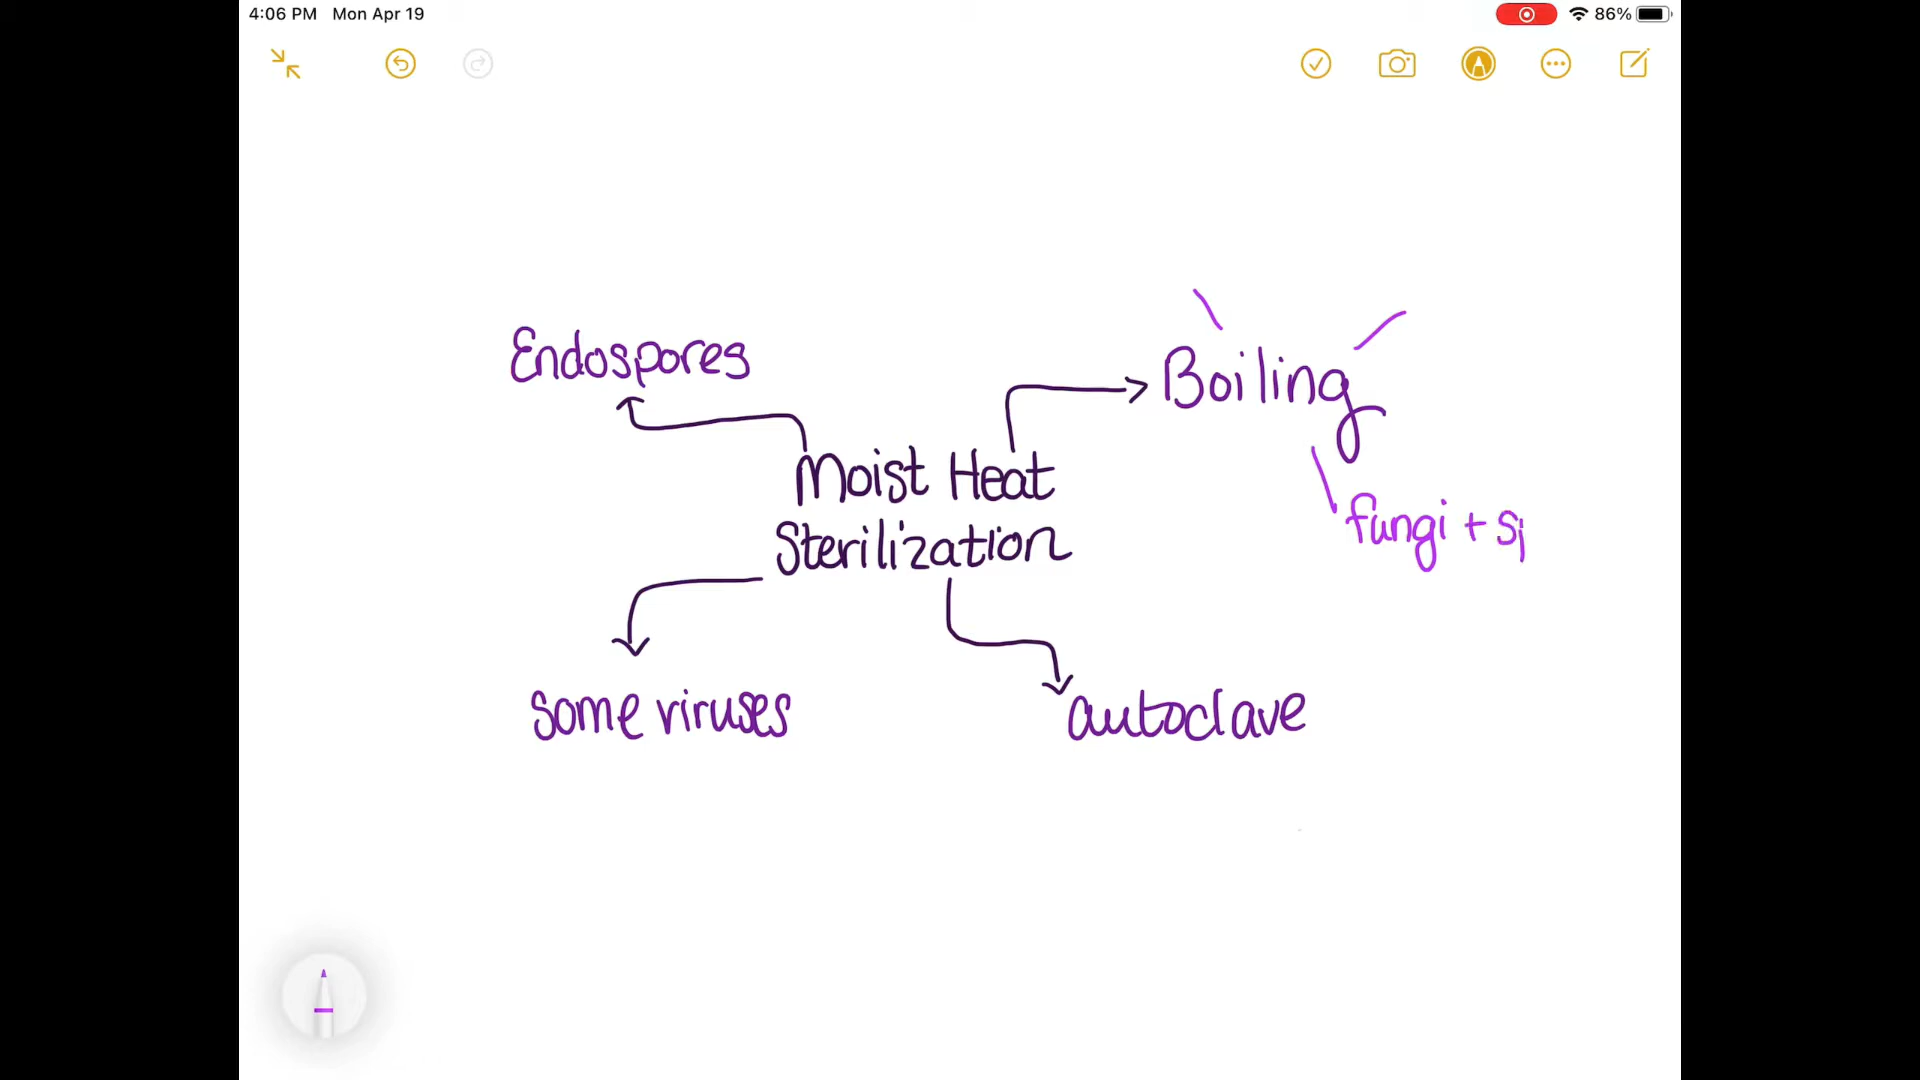 4:06 PM Mon Apr 19
86%
Endospores
Boiling
Moist Heat
Sterilization
fungi +
some viruses
autoclave